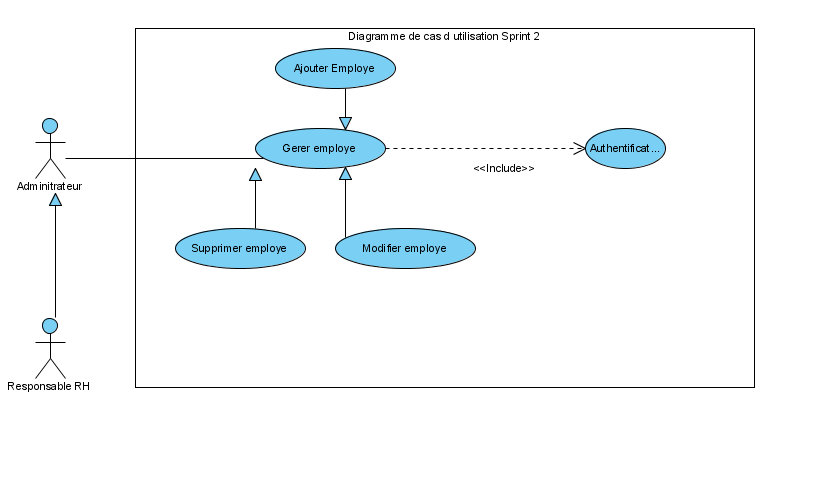 Diagramme de cas d utilisation Sprint 2
Ajouter Employe
Gerer employe
Authentificat...
<<Include>>
Adminitrateur
Supprimer employe
Modifier employe
Responsable RH